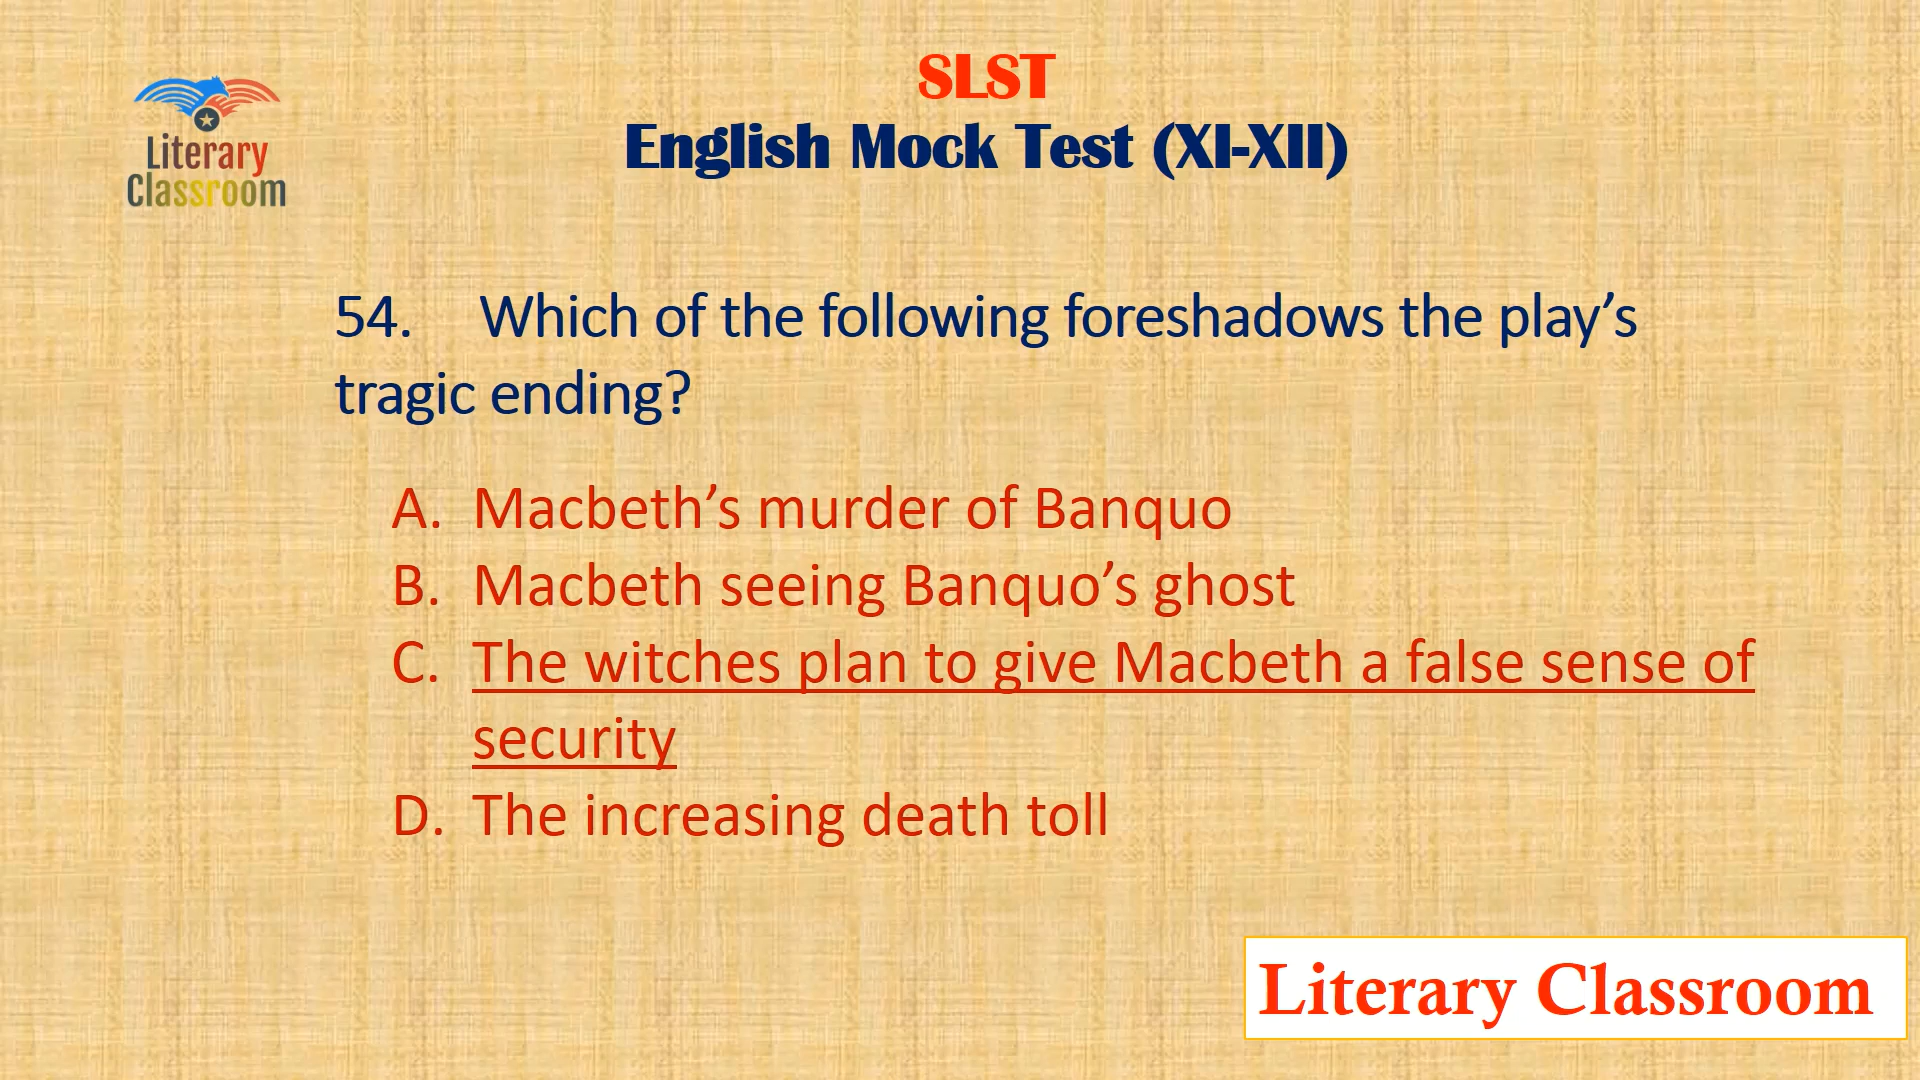 SLST
English Mock Test (XI-XII)
Literary
Classroom
54. Which of the following foreshadows the play’s
tragic ending?
A. Macbeth’s murder of Banquo
B. Macbeth seeing Banquo’s ghost
C. The witches plan to give Macbeth a false sense of
security
D. The increasing death toll
Literary Classroom